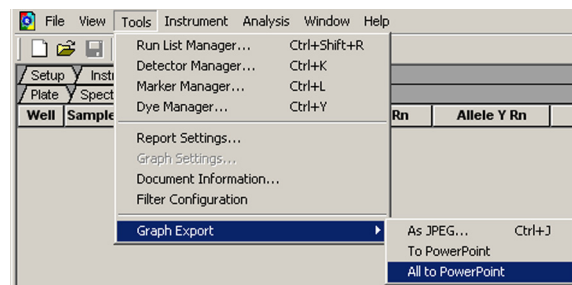 File View Tools Instrument Analysis Window Help
Run List Manager... Ctrl+Shift+R
Detector Manager... Ctrl+K
Marker Manager... Ctrl+L
Dye Manager... Ctrl+Y
Setup Inst
Plate Spect
Well Sample Rn Allele Y Rn
Report Settings...
Graph Settings...
Document Information...
Filter Configuration
Graph Export
As JPEG... Ctrl+J
To PowerPoint
All to PowerPoint